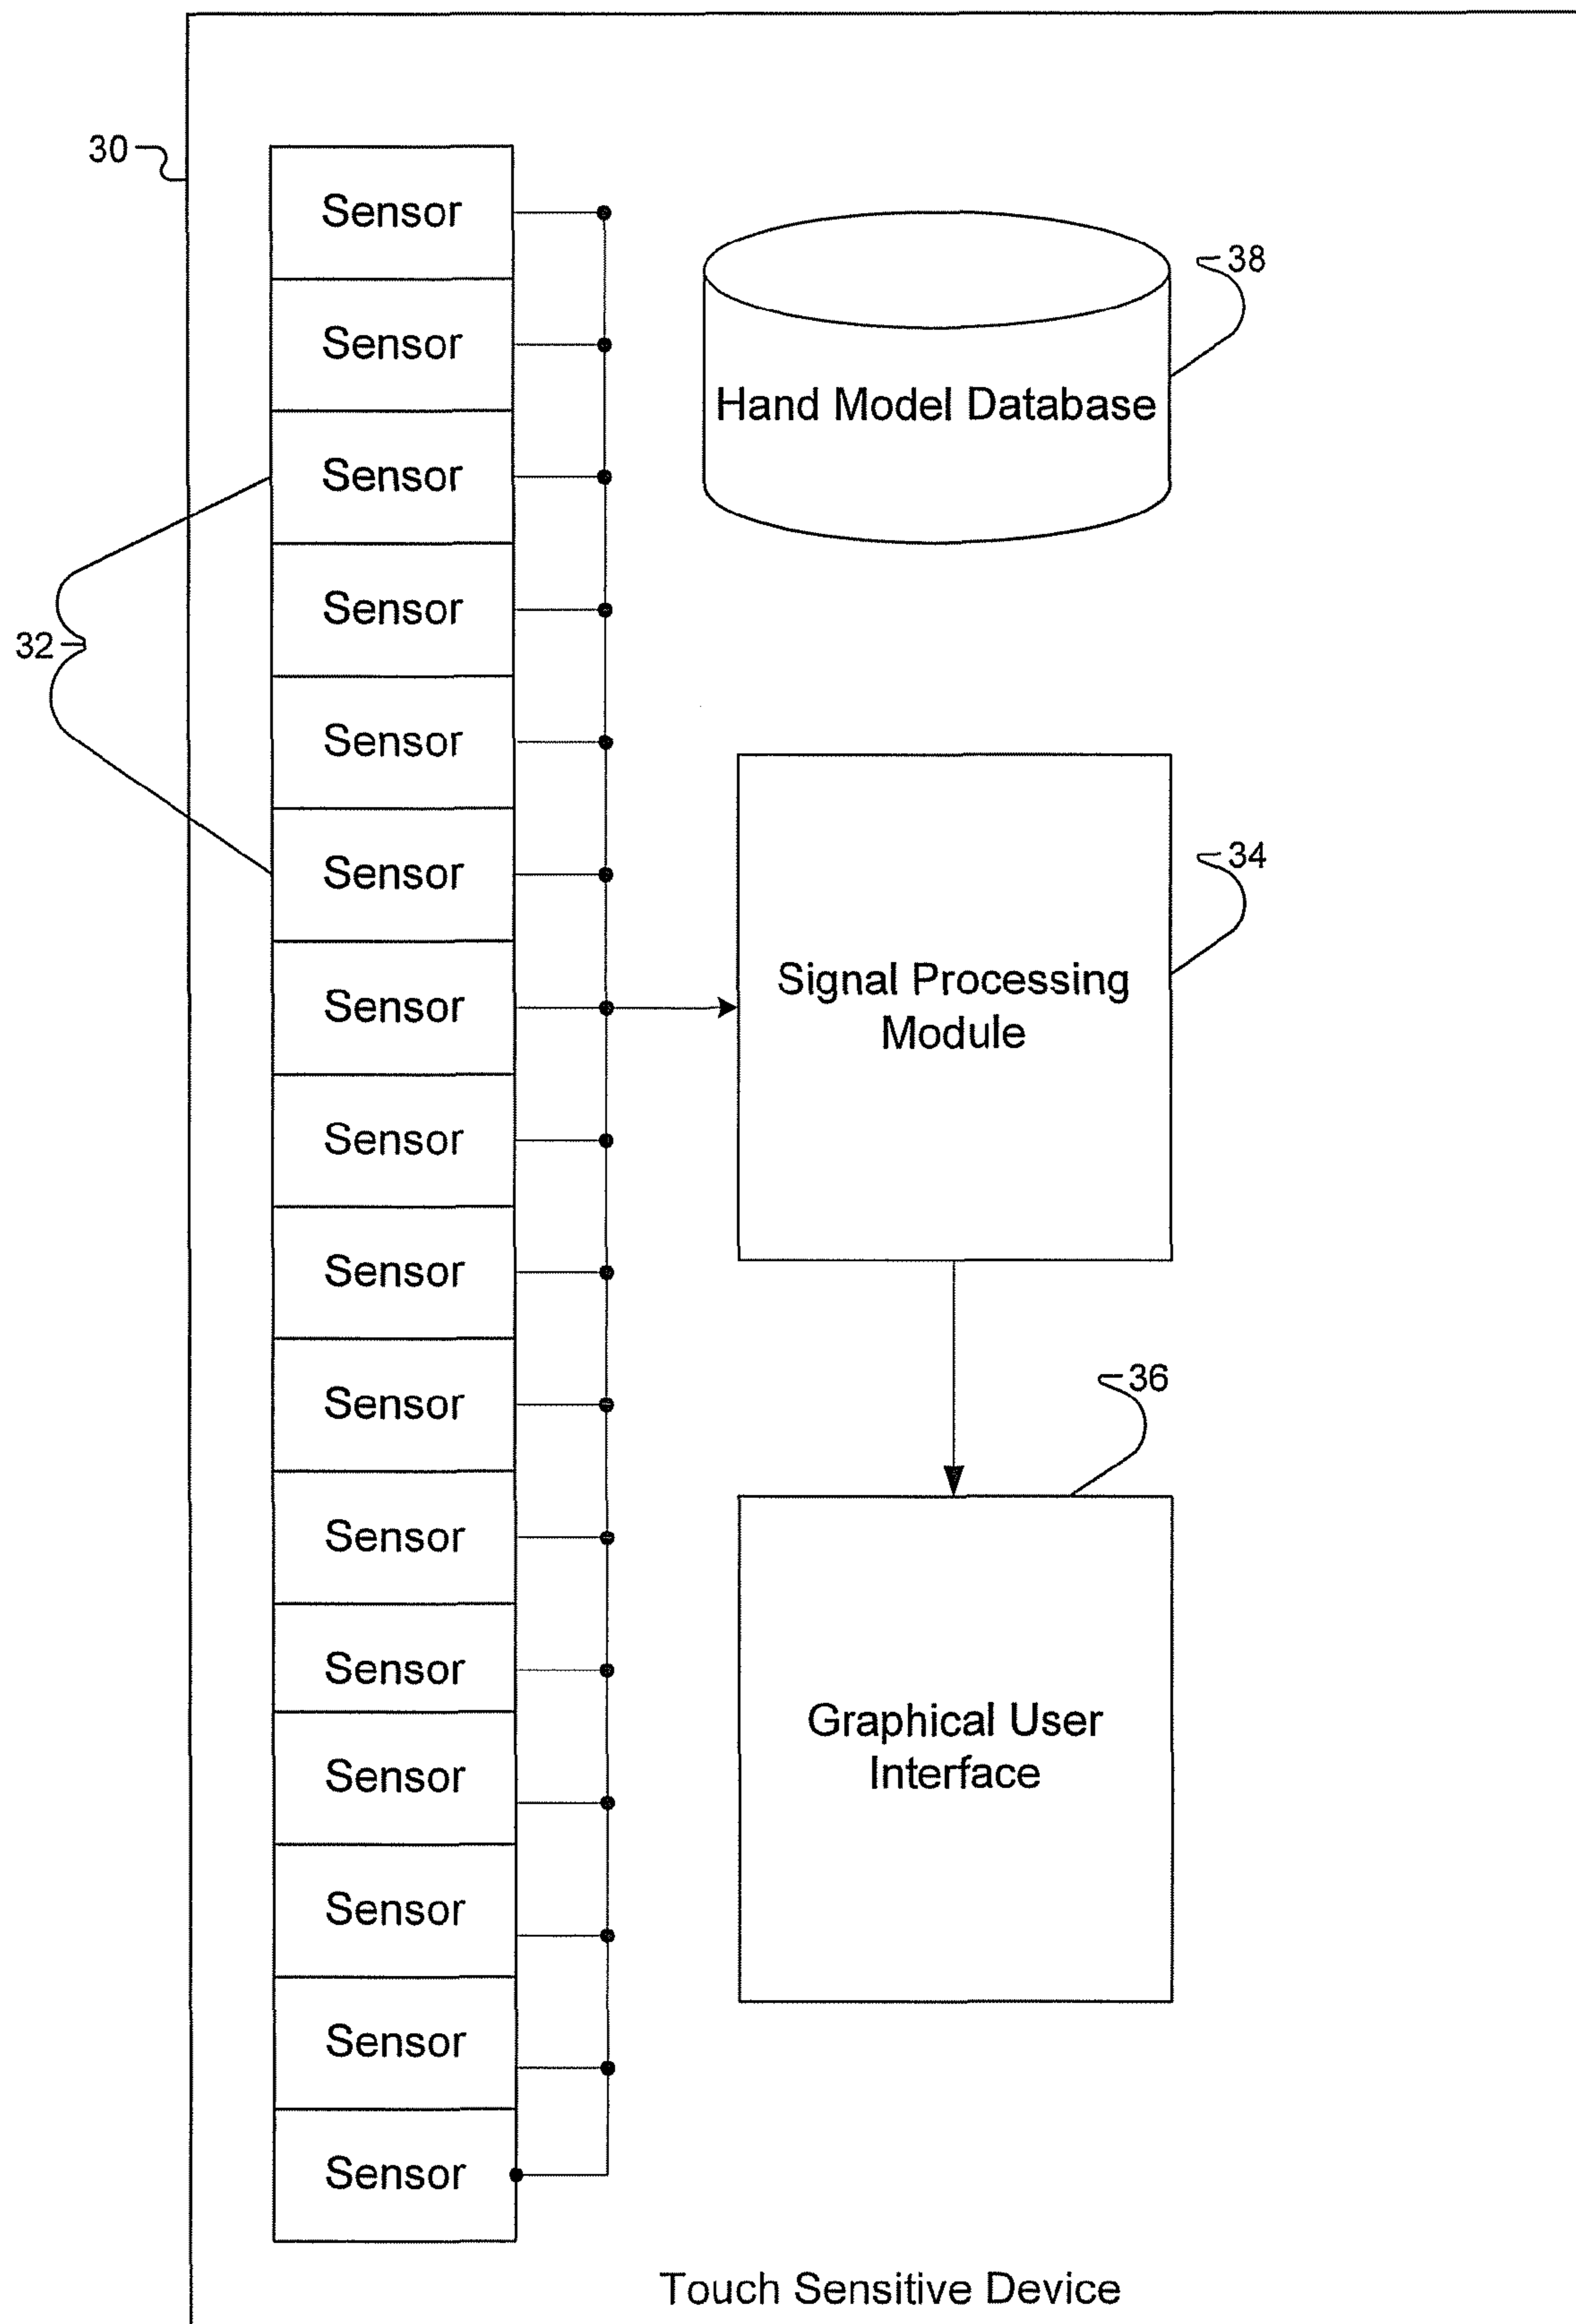 30
Sensor
38
Sensor
Hand Model Database
Sensor
Sensor
32
Sensor
34
Sensor
Signal Processing
Module
Sensor
Sensor
Sensor
36
Sensor
Sensor
Sensor
Graphical User
Interface
Sensor
Sensor
Sensor
Sensor
Touch Sensitive Device